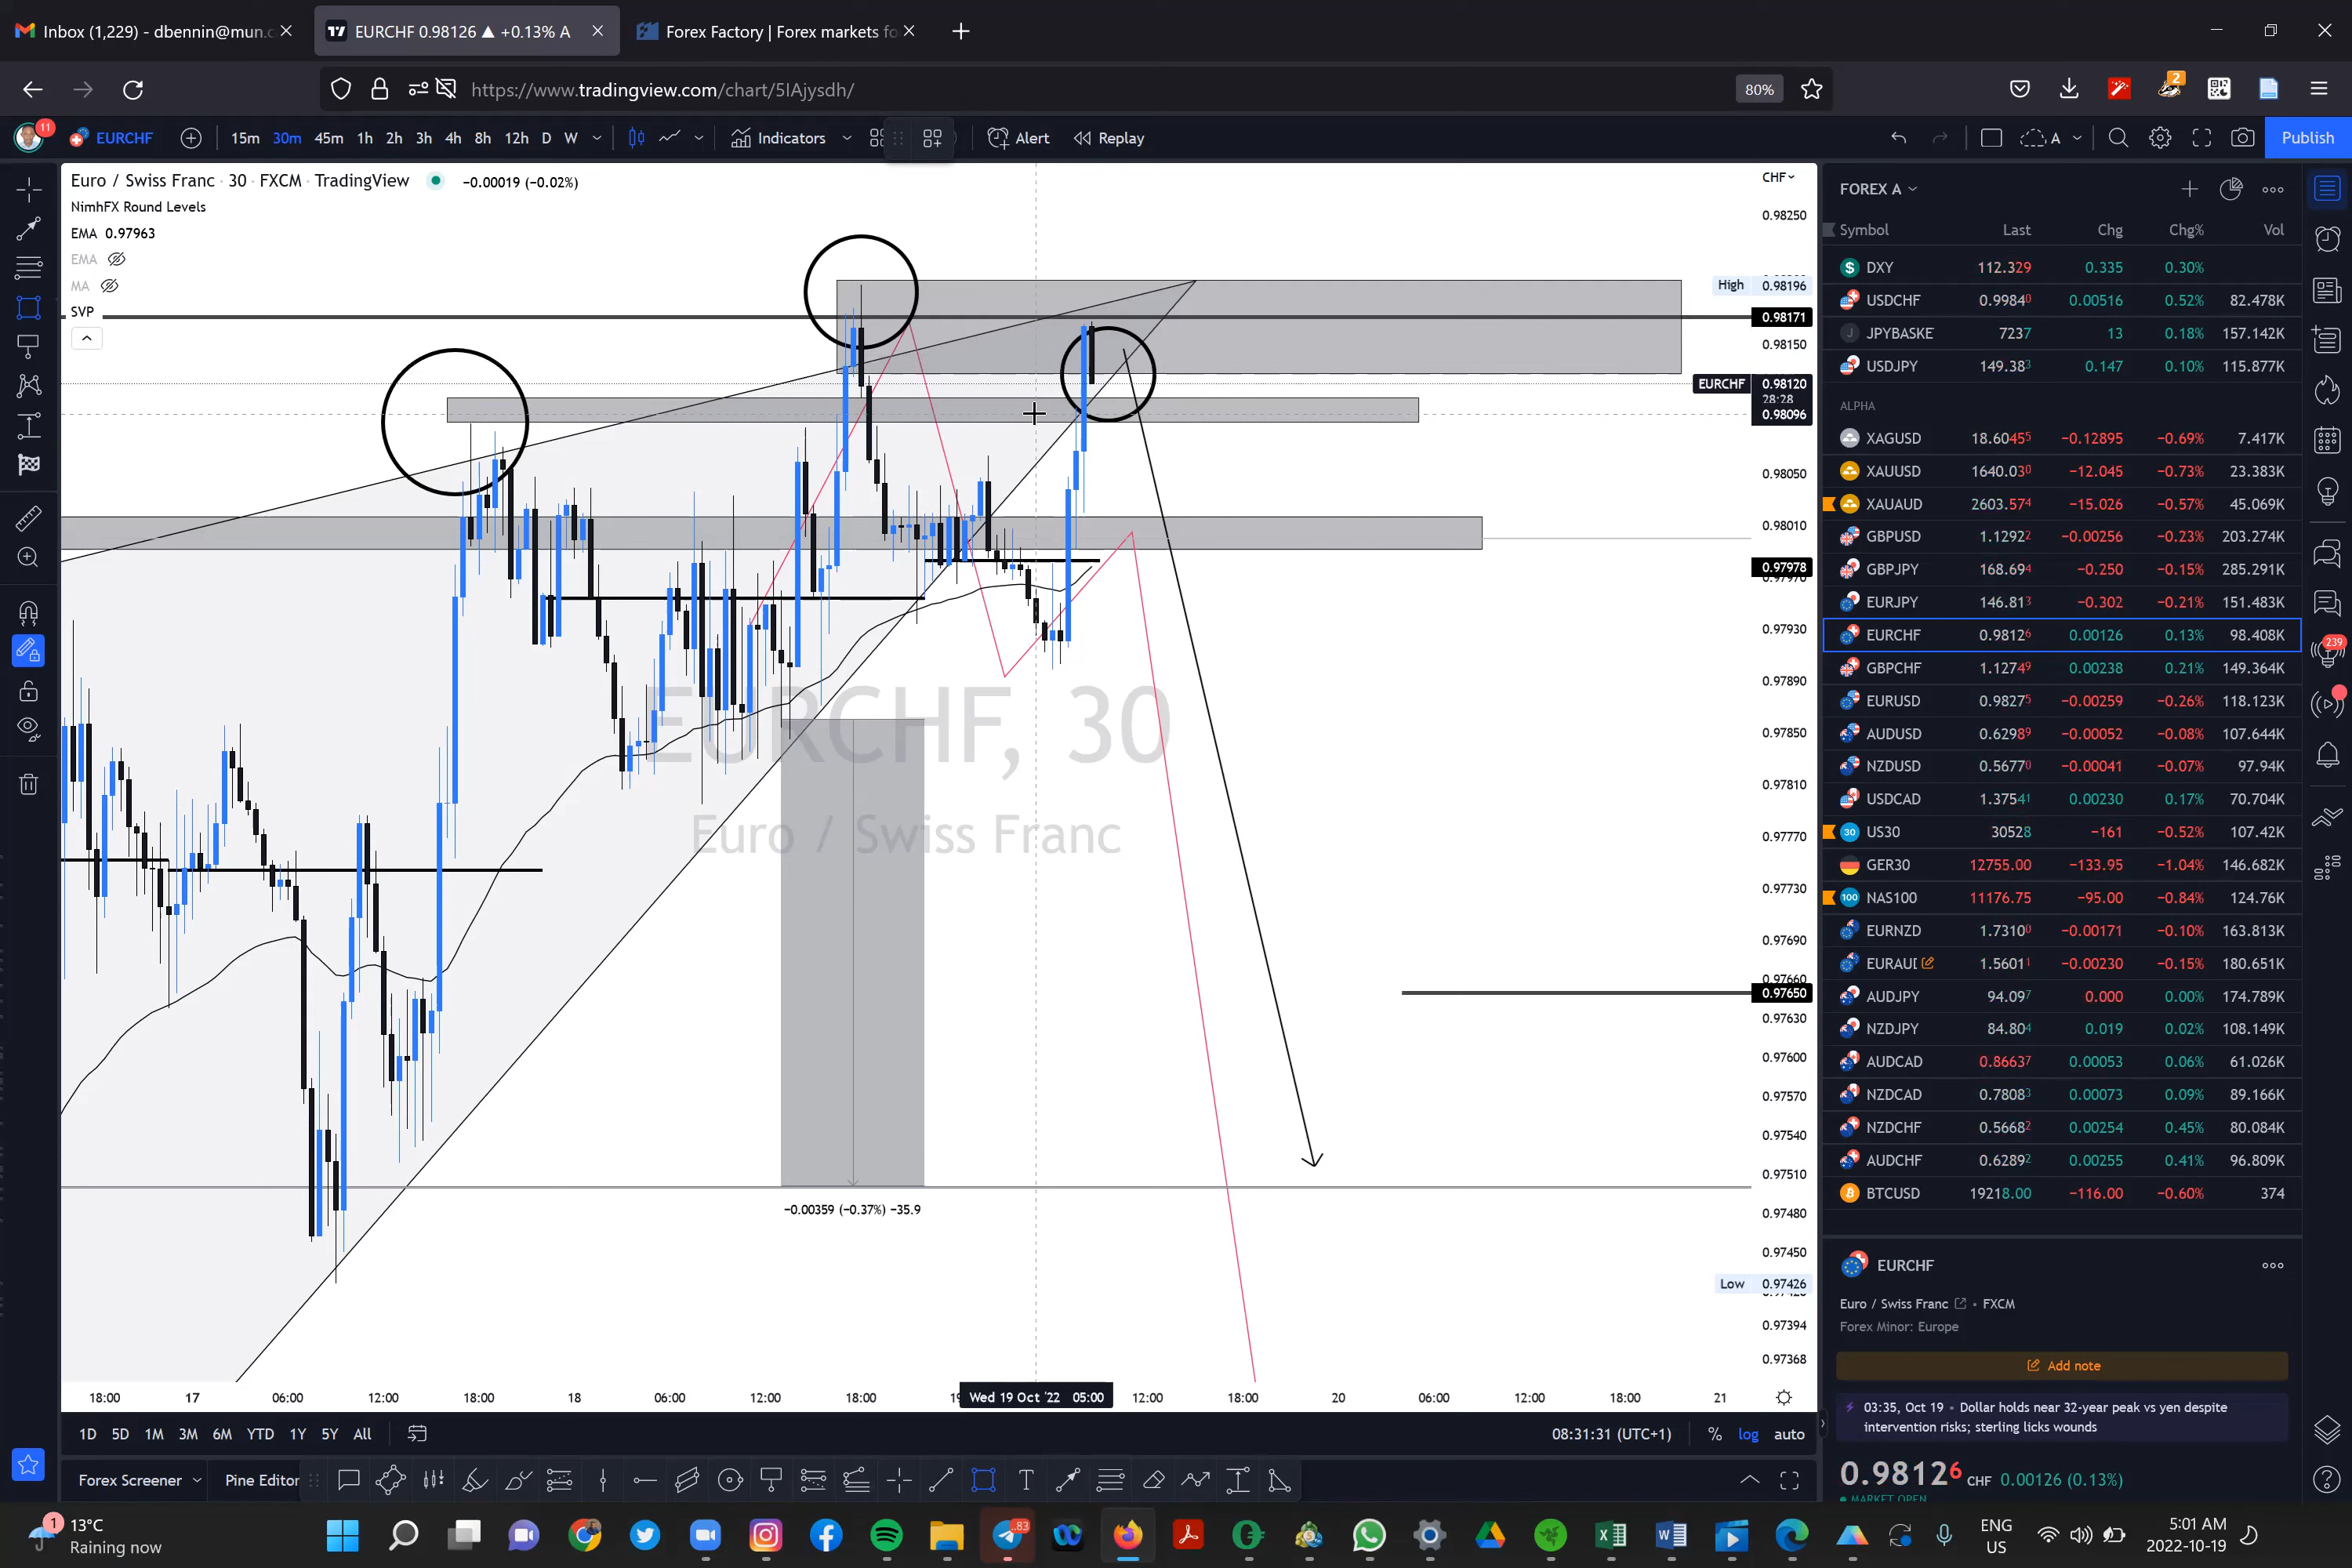 Inbox (1,229) - dbennin@mun.c
EURCHF 0.98126 ▲ +0.13% A
Forex Factory | Forex markets fo
https://www.tradingview.com/chart/5IAjysdh/
80%
2
11
EURCHF
15m 30m 45m 1h 2h 3h 4h 8h 12h D W
Indicators
Alert
Replay
A
Publish
Euro / Swiss Franc · 30 · FXCM · TradingView −0.00019 (−0.02%)
NimhFX Round Levels
EMA 0.97963
EMA
MA
SVP
CHF
0.98250
High 0.98196
0.98171
0.98150
EURCHF 0.98120
28:28
0.98096
0.98050
0.98010
0.97978
0.97970
0.97930
0.97890
0.97850
0.97810
0.97770
0.97730
0.97690
0.97660
0.97650
0.97630
0.97600
0.97570
0.97540
0.97510
0.97480
0.97450
Low 0.97426
0.97394
0.97368
EURCHF, 30
Euro / Swiss Franc
−0.00359 (−0.37%) −35.9
18:00 17 06:00 12:00 18:00 18 06:00 12:00 18:00 Wed 19 Oct '22 05:00 12:00 18:00 20 06:00 12:00 18:00 21
1D 5D 1M 3M 6M YTD 1Y 5Y All
08:31:31 (UTC+1) % log auto
Forex Screener
Pine Editor
FOREX A
Symbol Last Chg Chg% Vol
DXY 112.329 0.335 0.30%
USDCHF 0.99840 0.00516 0.52% 82.478K
JPYBASKE 7237 13 0.18% 157.142K
USDJPY 149.383 0.147 0.10% 115.877K
ALPHA
XAGUSD 18.60455 −0.12895 −0.69% 7.417K
XAUUSD 1640.030 −12.045 −0.73% 23.383K
XAUAUD 2603.574 −15.026 −0.57% 45.069K
GBPUSD 1.12922 −0.00256 −0.23% 203.274K
GBPJPY 168.694 −0.250 −0.15% 285.291K
EURJPY 146.813 −0.302 −0.21% 151.483K
EURCHF 0.98126 0.00126 0.13% 98.408K
GBPCHF 1.12749 0.00238 0.21% 149.364K
EURUSD 0.98275 −0.00259 −0.26% 118.123K
AUDUSD 0.62989 −0.00052 −0.08% 107.644K
NZDUSD 0.56770 −0.00041 −0.07% 97.94K
USDCAD 1.37541 0.00230 0.17% 70.704K
30 US30 30528 −161 −0.52% 107.42K
GER30 12755.00 −133.95 −1.04% 146.682K
100 NAS100 11176.75 −95.00 −0.84% 124.76K
EURNZD 1.73100 −0.00171 −0.10% 163.813K
EURAUD 1.56011 −0.00230 −0.15% 180.651K
AUDJPY 94.097 0.000 0.00% 174.789K
NZDJPY 84.804 0.019 0.02% 108.149K
AUDCAD 0.86637 0.00053 0.06% 61.026K
NZDCAD 0.78083 0.00073 0.09% 89.166K
NZDCHF 0.56682 0.00254 0.45% 80.084K
AUDCHF 0.62892 0.00255 0.41% 96.809K
BTCUSD 19218.00 −116.00 −0.60% 374
239
EURCHF
Euro / Swiss Franc • FXCM
Forex Minor: Europe
Add note
03:35, Oct 19 • Dollar holds near 32-year peak vs yen despite
intervention risks; sterling licks wounds
0.98126 CHF 0.00126 (0.13%)
MARKET OPEN
1
13°C
Raining now
83
ENG
US
5:01 AM
2022-10-19